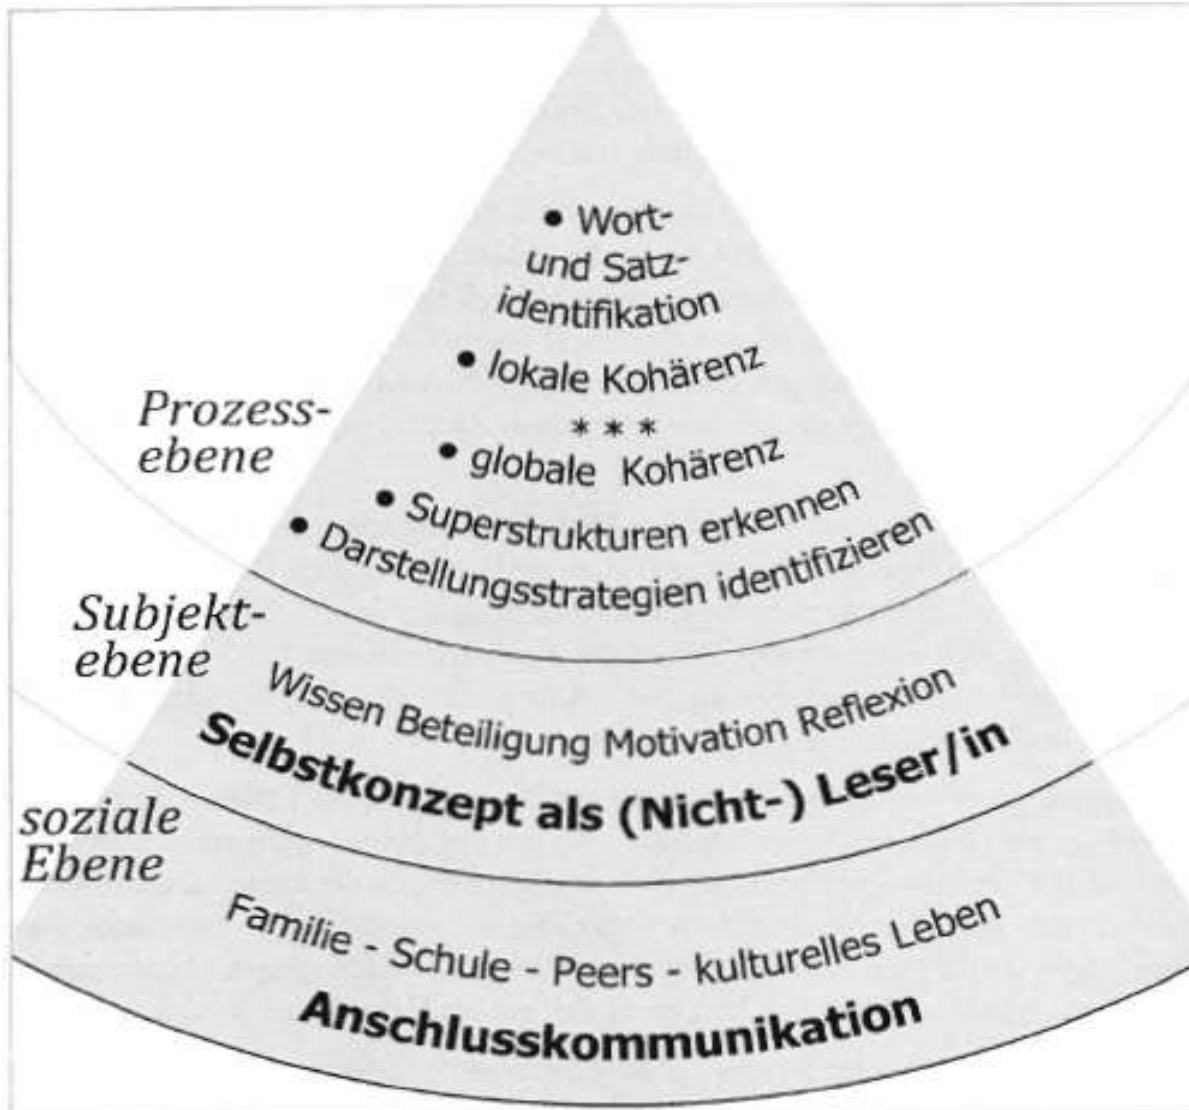 • Wort-
und Satz-
identifikation
• lokale Kohärenz
* * *
• globale Kohärenz
• Superstrukturen erkennen
• Darstellungsstrategien identifizieren
Prozess-
ebene
Subjekt-
ebene
Wissen Beteiligung Motivation Reflexion
Selbstkonzept als (Nicht-) Leser/in
soziale
Ebene
Familie - Schule - Peers - kulturelles Leben
Anschlusskommunikation